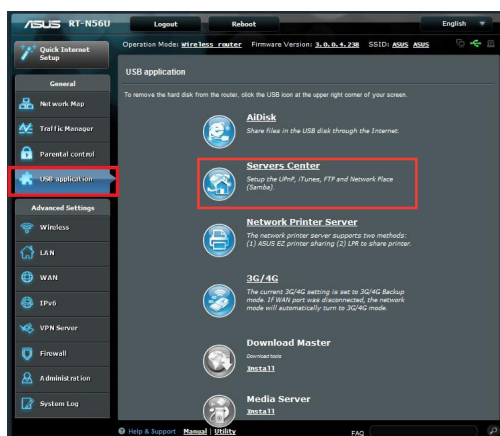 ASUS RT-N56U
Logout
Reboot
English
Quick Internet Setup
Operation Mode: Wireless router Firmware Version: 3.0.0.4.238 SSID: ASUS ASUS
General
Network Map
Traffic Manager
Parental control
USB application
Advanced Settings
Wireless
LAN
WAN
IPv6
VPN Server
Firewall
Administration
System Log
USB application
To remove the hard disk from the router, click the USB icon at the upper right corner of your screen.
AiDisk
Share files in the USB disk through the Internet.
Servers Center
Setup the UPnP, iTunes, FTP and Network Place
(Samba).
Network Printer Server
The network printer server supports two methods:
(1) ASUS EZ printer sharing (2) LPR to share printer.
3G/4G
The current 3G/4G setting is set to 3G/4G Backup
mode. If WAN port was disconnected, the network
mode will automatically turn to 3G/4G mode.
Download Master
Download tools
Install
Media Server
Install
Help & Support Manual | Utility
FAQ